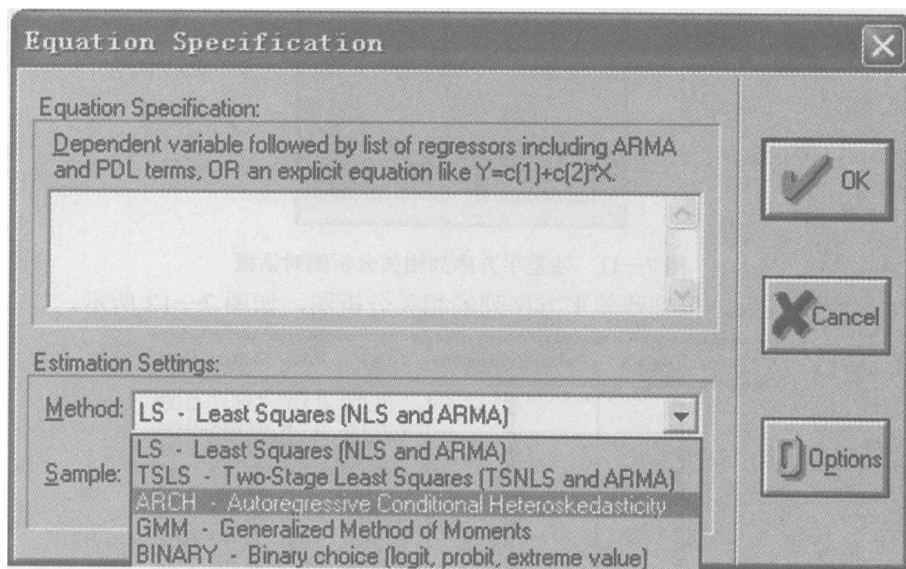 Equation Specification
Equation Specification:
Dependent variable followed by list of regressors including ARMA
and PDL terms, OR an explicit equation like Y=c(1)+c(2)*X.
OK
Cancel
Options
Estimation Settings:
Method: LS - Least Squares (NLS and ARMA)
LS - Least Squares (NLS and ARMA)
Sample: TSLS - Two-Stage Least Squares (TSNLS and ARMA)
ARCH - Autoregressive Conditional Heteroskedasticity
GMM - Generalized Method of Moments
BINARY - Binary choice (logit, probit, extreme value)